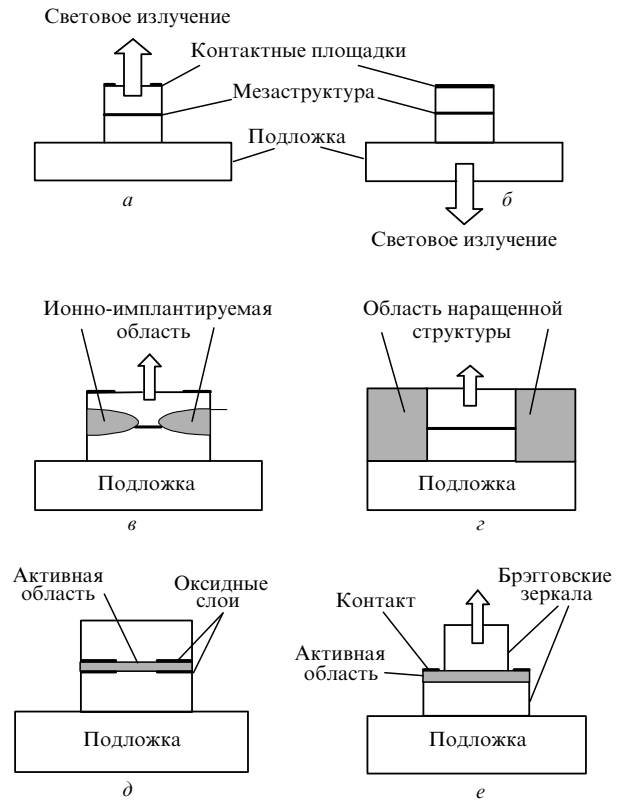 Световое излучение
Контактные площадки
Мезаструктура
Подложка
а
б
Световое излучение
Ионно-имплантируемая
область
Область наращенной
структуры
Подложка
Подложка
в
г
Активная
область
Оксидные
слои
Брэгговские
зеркала
Контакт
Активная
область
Подложка
Подложка
д
е